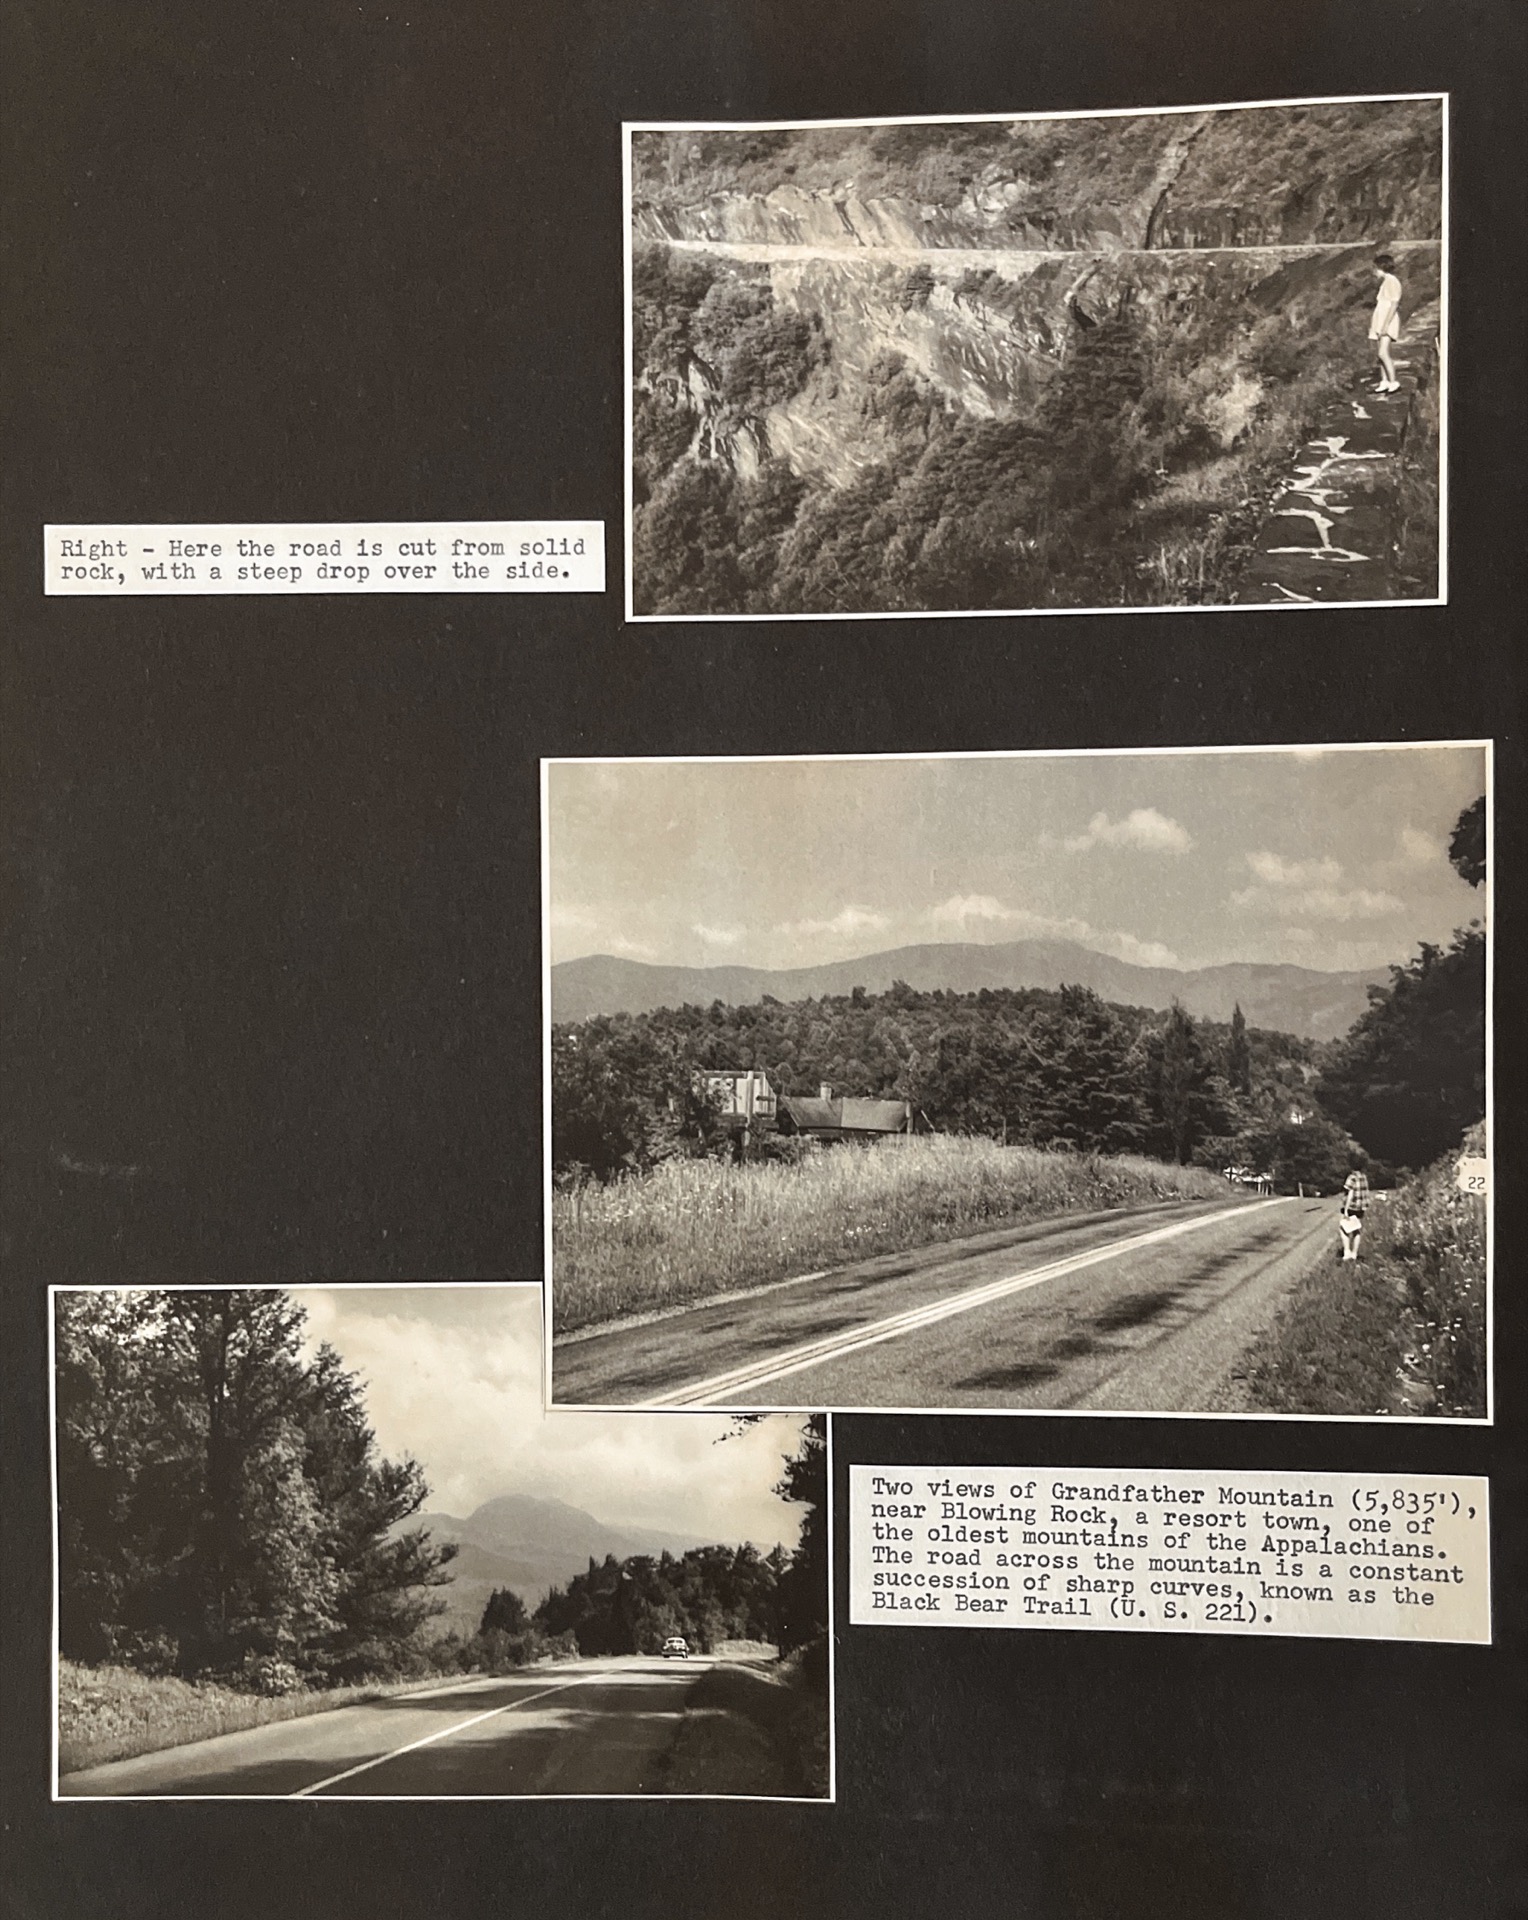 Right - Here the road is cut from solid
rock, with a steep drop over the side.
22
Two views of Grandfather Mountain (5,835'),
near Blowing Rock, a resort town, one of
the oldest mountains of the Appalachians.
The road across the mountain is a constant
succession of sharp curves, known as the
Black Bear Trail (U. S. 221).